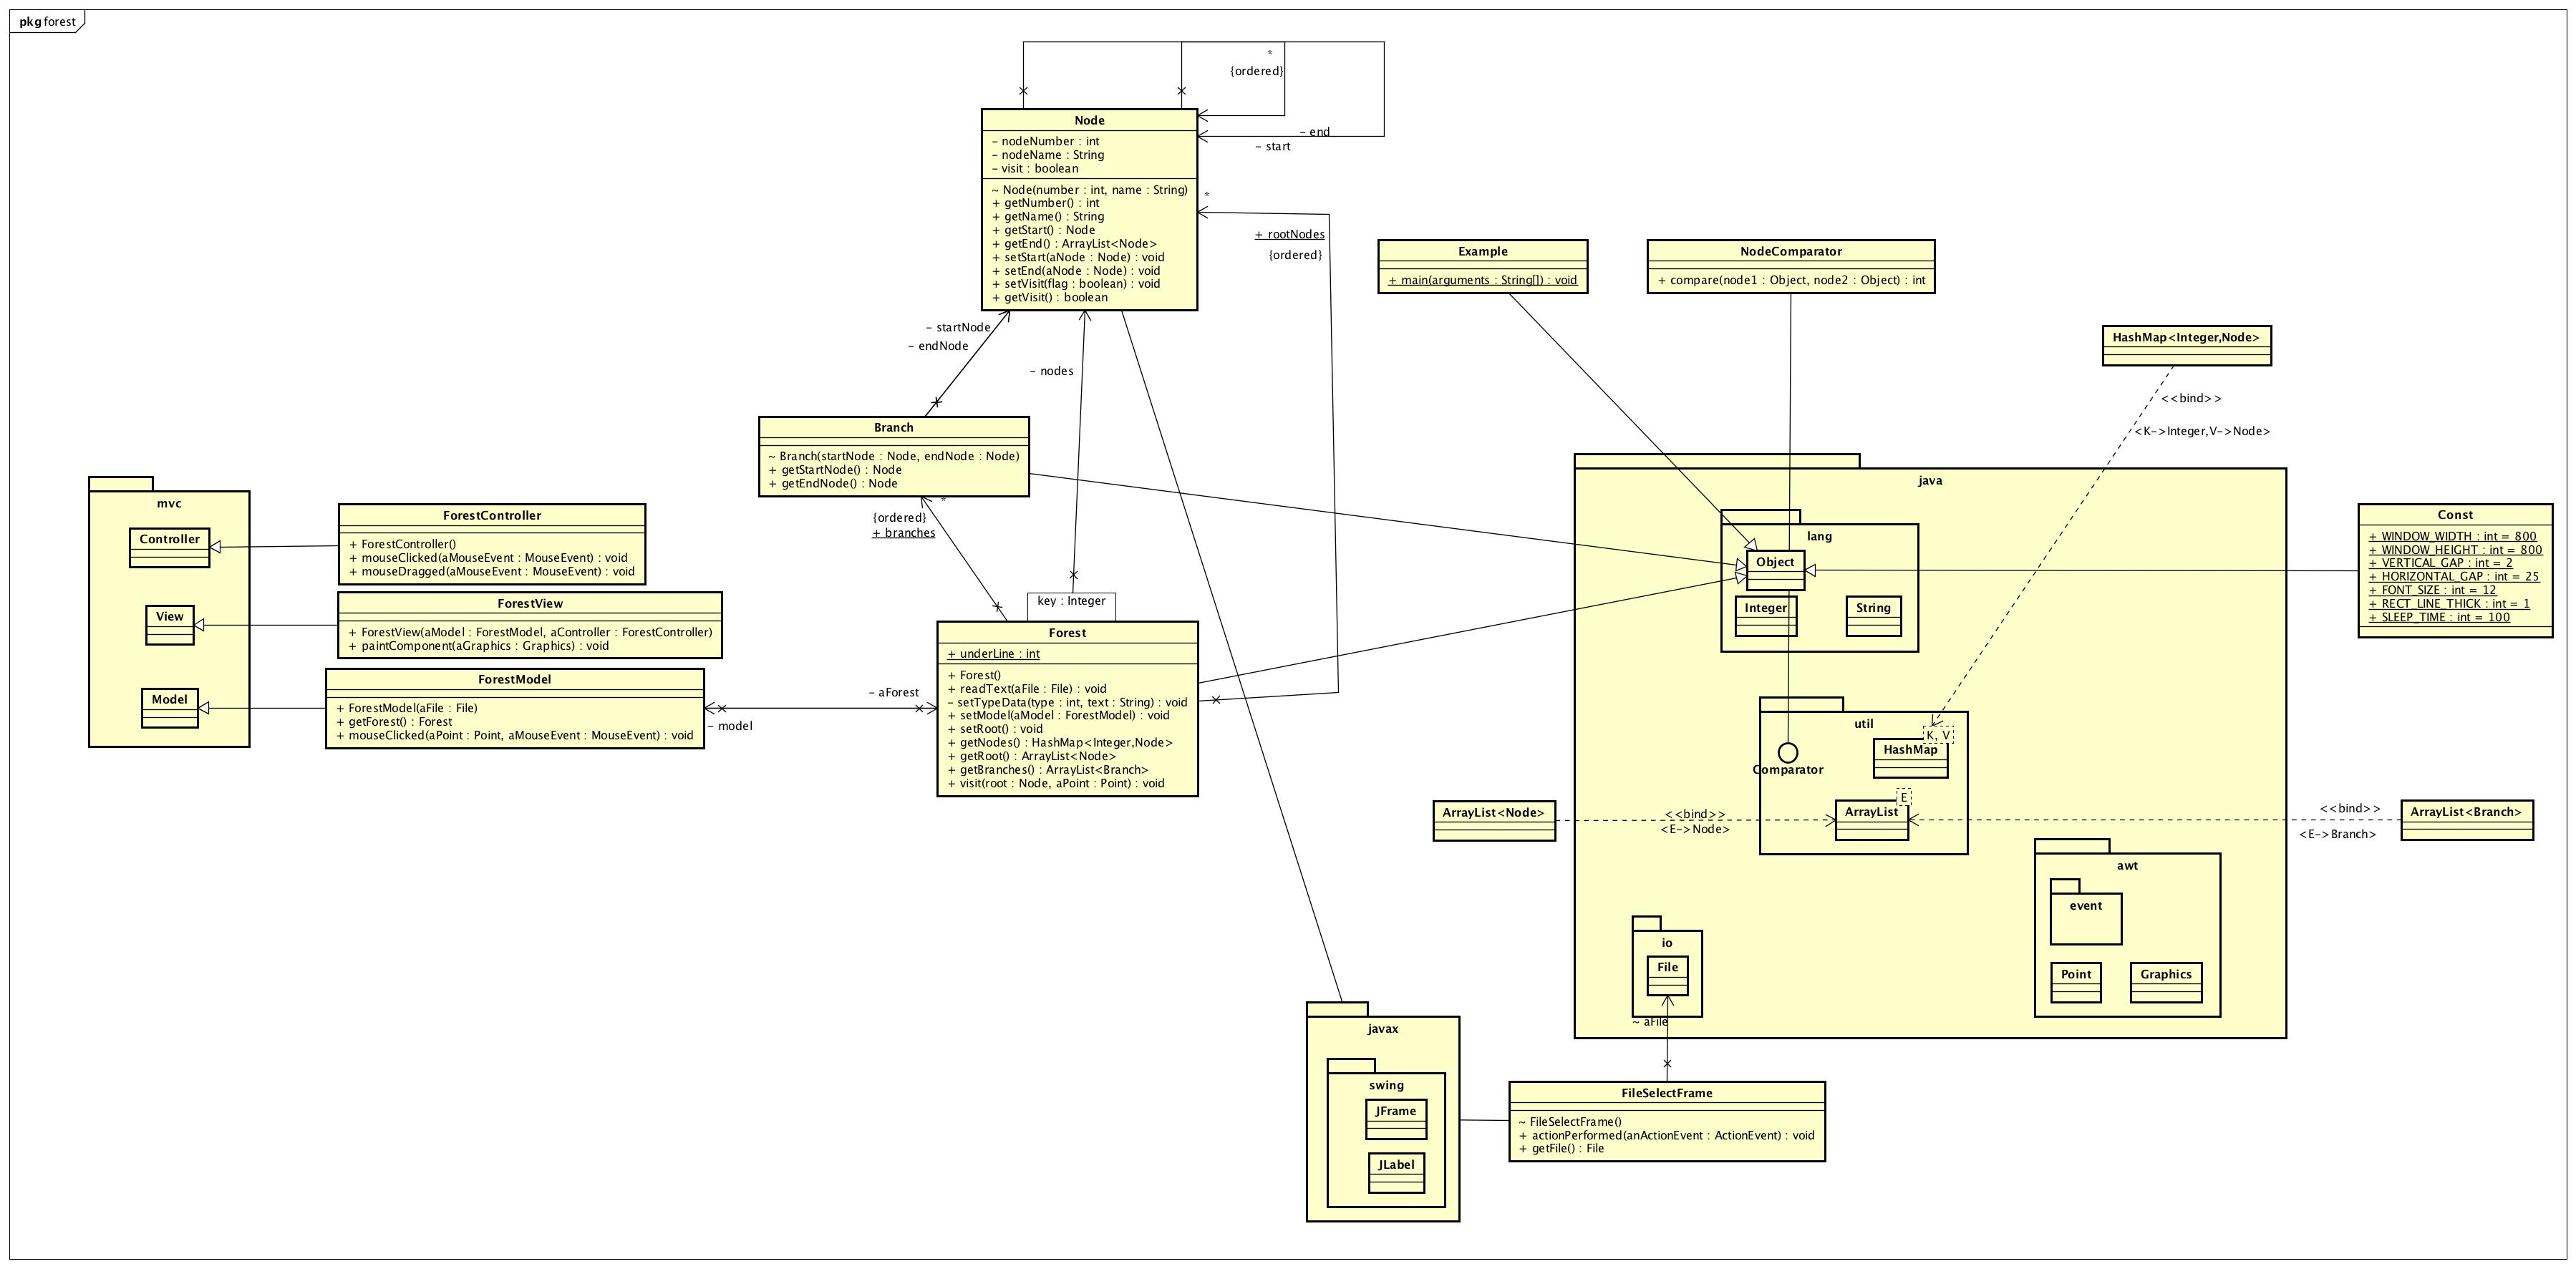 pkg forest
*
{ordered}
- end
- start
Node
- nodeNumber : int
- nodeName : String
- visit : boolean
~ Node(number : int, name : String)
+ getNumber() : int
+ getName() : String
+ getStart() : Node
+ getEnd() : ArrayList<Node>
+ setStart(aNode : Node) : void
+ setEnd(aNode : Node) : void
+ setVisit(flag : boolean) : void
+ getVisit() : boolean
*
+ rootNodes
{ordered}
Example
+ main(arguments : String[]) : void
NodeComparator
+ compare(node1 : Object, node2 : Object) : int
HashMap<Integer,Node>
<<bind>>
<K->Integer,V->Node>
- startNode
- endNode
- nodes
Branch
~ Branch(startNode : Node, endNode : Node)
+ getStartNode() : Node
+ getEndNode() : Node
*
{ordered}
+ branches
mvc
Controller
View
Model
ForestController
+ ForestController()
+ mouseClicked(aMouseEvent : MouseEvent) : void
+ mouseDragged(aMouseEvent : MouseEvent) : void
ForestView
+ ForestView(aModel : ForestModel, aController : ForestController)
+ paintComponent(aGraphics : Graphics) : void
ForestModel
+ ForestModel(aFile : File)
+ getForest() : Forest
+ mouseClicked(aPoint : Point, aMouseEvent : MouseEvent) : void
- aForest
- model
key : Integer
Forest
+ underLine : int
+ Forest()
+ readText(aFile : File) : void
- setTypeData(type : int, text : String) : void
+ setModel(aModel : ForestModel) : void
+ setRoot() : void
+ getNodes() : HashMap<Integer,Node>
+ getRoot() : ArrayList<Node>
+ getBranches() : ArrayList<Branch>
+ visit(root : Node, aPoint : Point) : void
java
lang
Object
Integer
String
util
Comparator
K, V
HashMap
E
ArrayList
Const
+ WINDOW_WIDTH : int = 800
+ WINDOW_HEIGHT : int = 800
+ VERTICAL_GAP : int = 2
+ HORIZONTAL_GAP : int = 25
+ FONT_SIZE : int = 12
+ RECT_LINE_THICK : int = 1
+ SLEEP_TIME : int = 100
ArrayList<Node>
<<bind>>
<E->Node>
<<bind>>
<E->Branch>
ArrayList<Branch>
awt
event
Point
Graphics
io
File
~ aFile
javax
swing
JFrame
JLabel
FileSelectFrame
~ FileSelectFrame()
+ actionPerformed(anActionEvent : ActionEvent) : void
+ getFile() : File